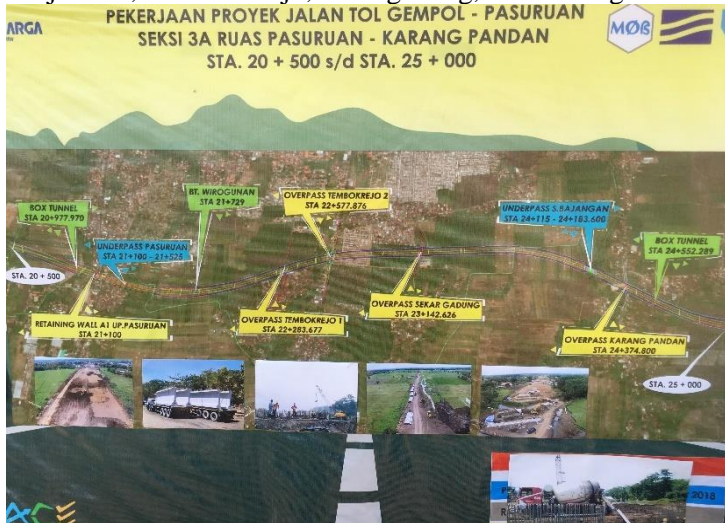 PEKERJAAN PROYEK JALAN TOL GEMPOL - PASURUAN
SEKSI 3A RUAS PASURUAN - KARANG PANDAN
STA. 20 + 500 s/d STA. 25 + 000
ARGA
MØB
BOX TUNNEL
STA 20+977.970
BT. WIROGUNAN
STA 21+729
OVERPASS TEMBOKREJO 2
STA 22+577.876
UNDERPASS S.BAJANGAN
STA 24+115 - 24+183.600
BOX TUNNEL
STA 24+552.289
UNDERPASS PASURUAN
STA 21+100 - 21+525
STA. 20 + 500
RETAINING WALL A1 UP.PASURUAN
STA 21+100
OVERPASS TEMBOKREJO 1
STA 22+283.677
OVERPASS SEKAR GADUNG
STA 23+142.626
OVERPASS KARANG PANDAN
STA 24+374.800
STA. 25 + 000
2018